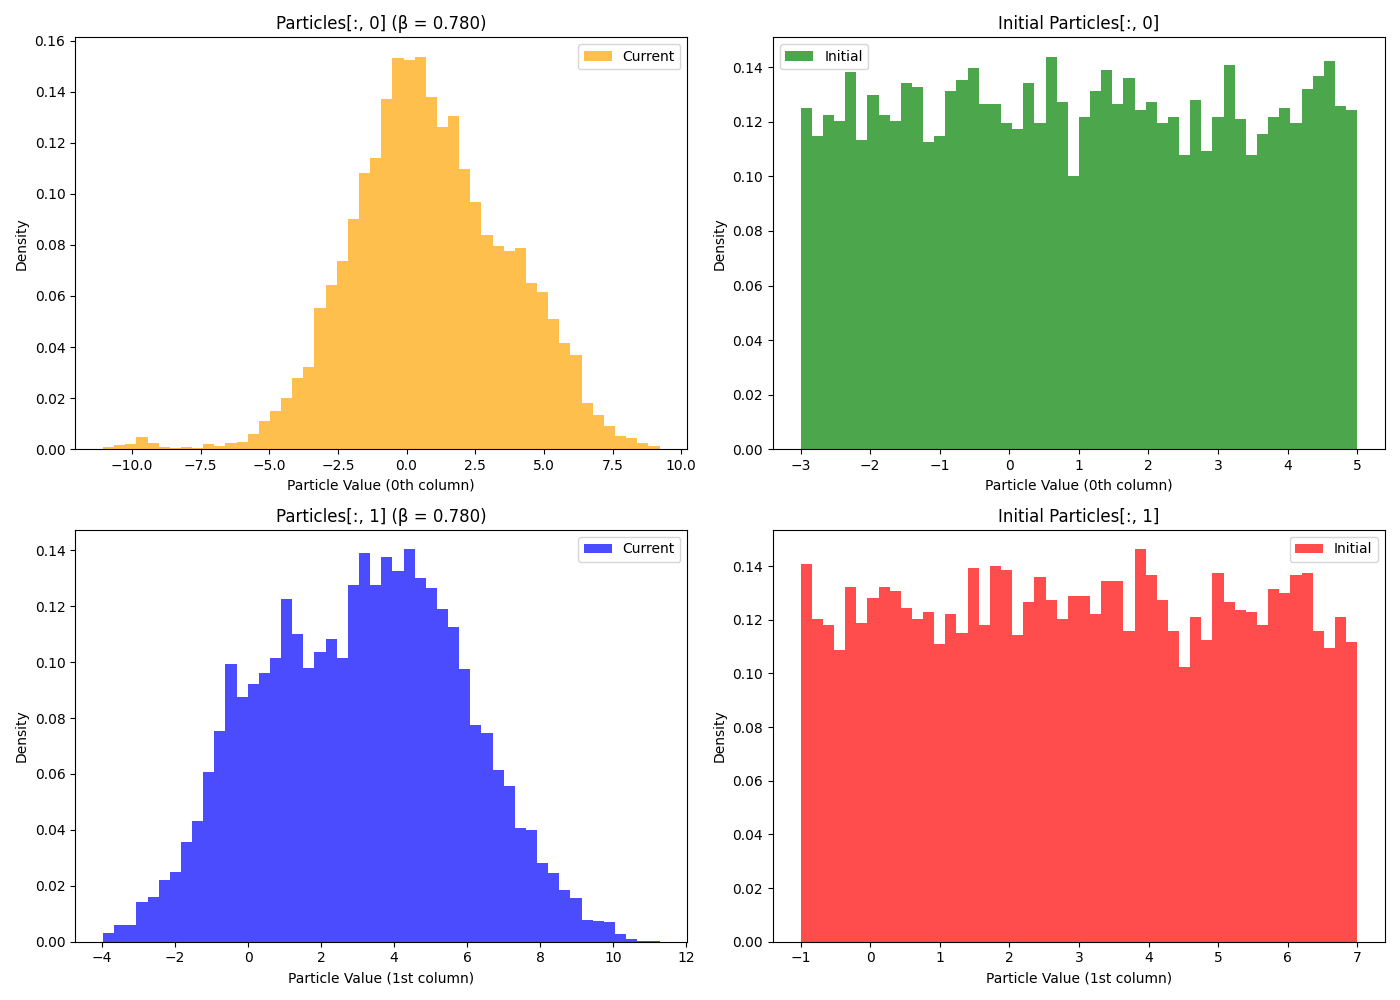 Particles[:, 0] (β = 0.780)
Current
Density
0.16
0.14
0.12
0.10
0.08
0.06
0.04
0.02
0.00
−10.0 −7.5 −5.0 −2.5 0.0 2.5 5.0 7.5 10.0
Particle Value (0th column)
Initial Particles[:, 0]
Initial
Density
0.14
0.12
0.10
0.08
0.06
0.04
0.02
0.00
−3 −2 −1 0 1 2 3 4 5
Particle Value (0th column)
Particles[:, 1] (β = 0.780)
Current
Density
0.14
0.12
0.10
0.08
0.06
0.04
0.02
0.00
−4 −2 0 2 4 6 8 10 12
Particle Value (1st column)
Initial Particles[:, 1]
Initial
Density
0.14
0.12
0.10
0.08
0.06
0.04
0.02
0.00
−1 0 1 2 3 4 5 6 7
Particle Value (1st column)